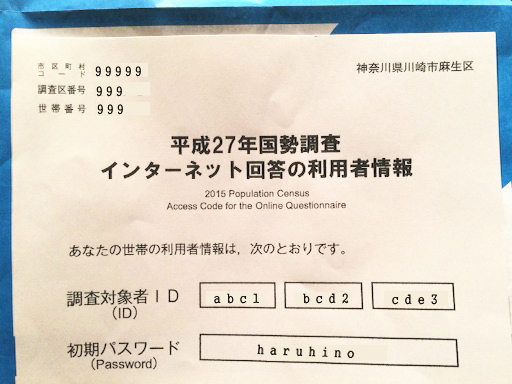 市区町村コード 99999
神奈川県川崎市麻生区
調査区番号 999
世帯番号 999
平成27年国勢調査
インターネット回答の利用者情報
2015 Population Census
Access Code for the Online Questionnaire
あなたの世帯の利用者情報は、次のとおりです。
調査対象者ID abc1 bcd2 cde3
(ID)
初期パスワード haruhino
(Password)